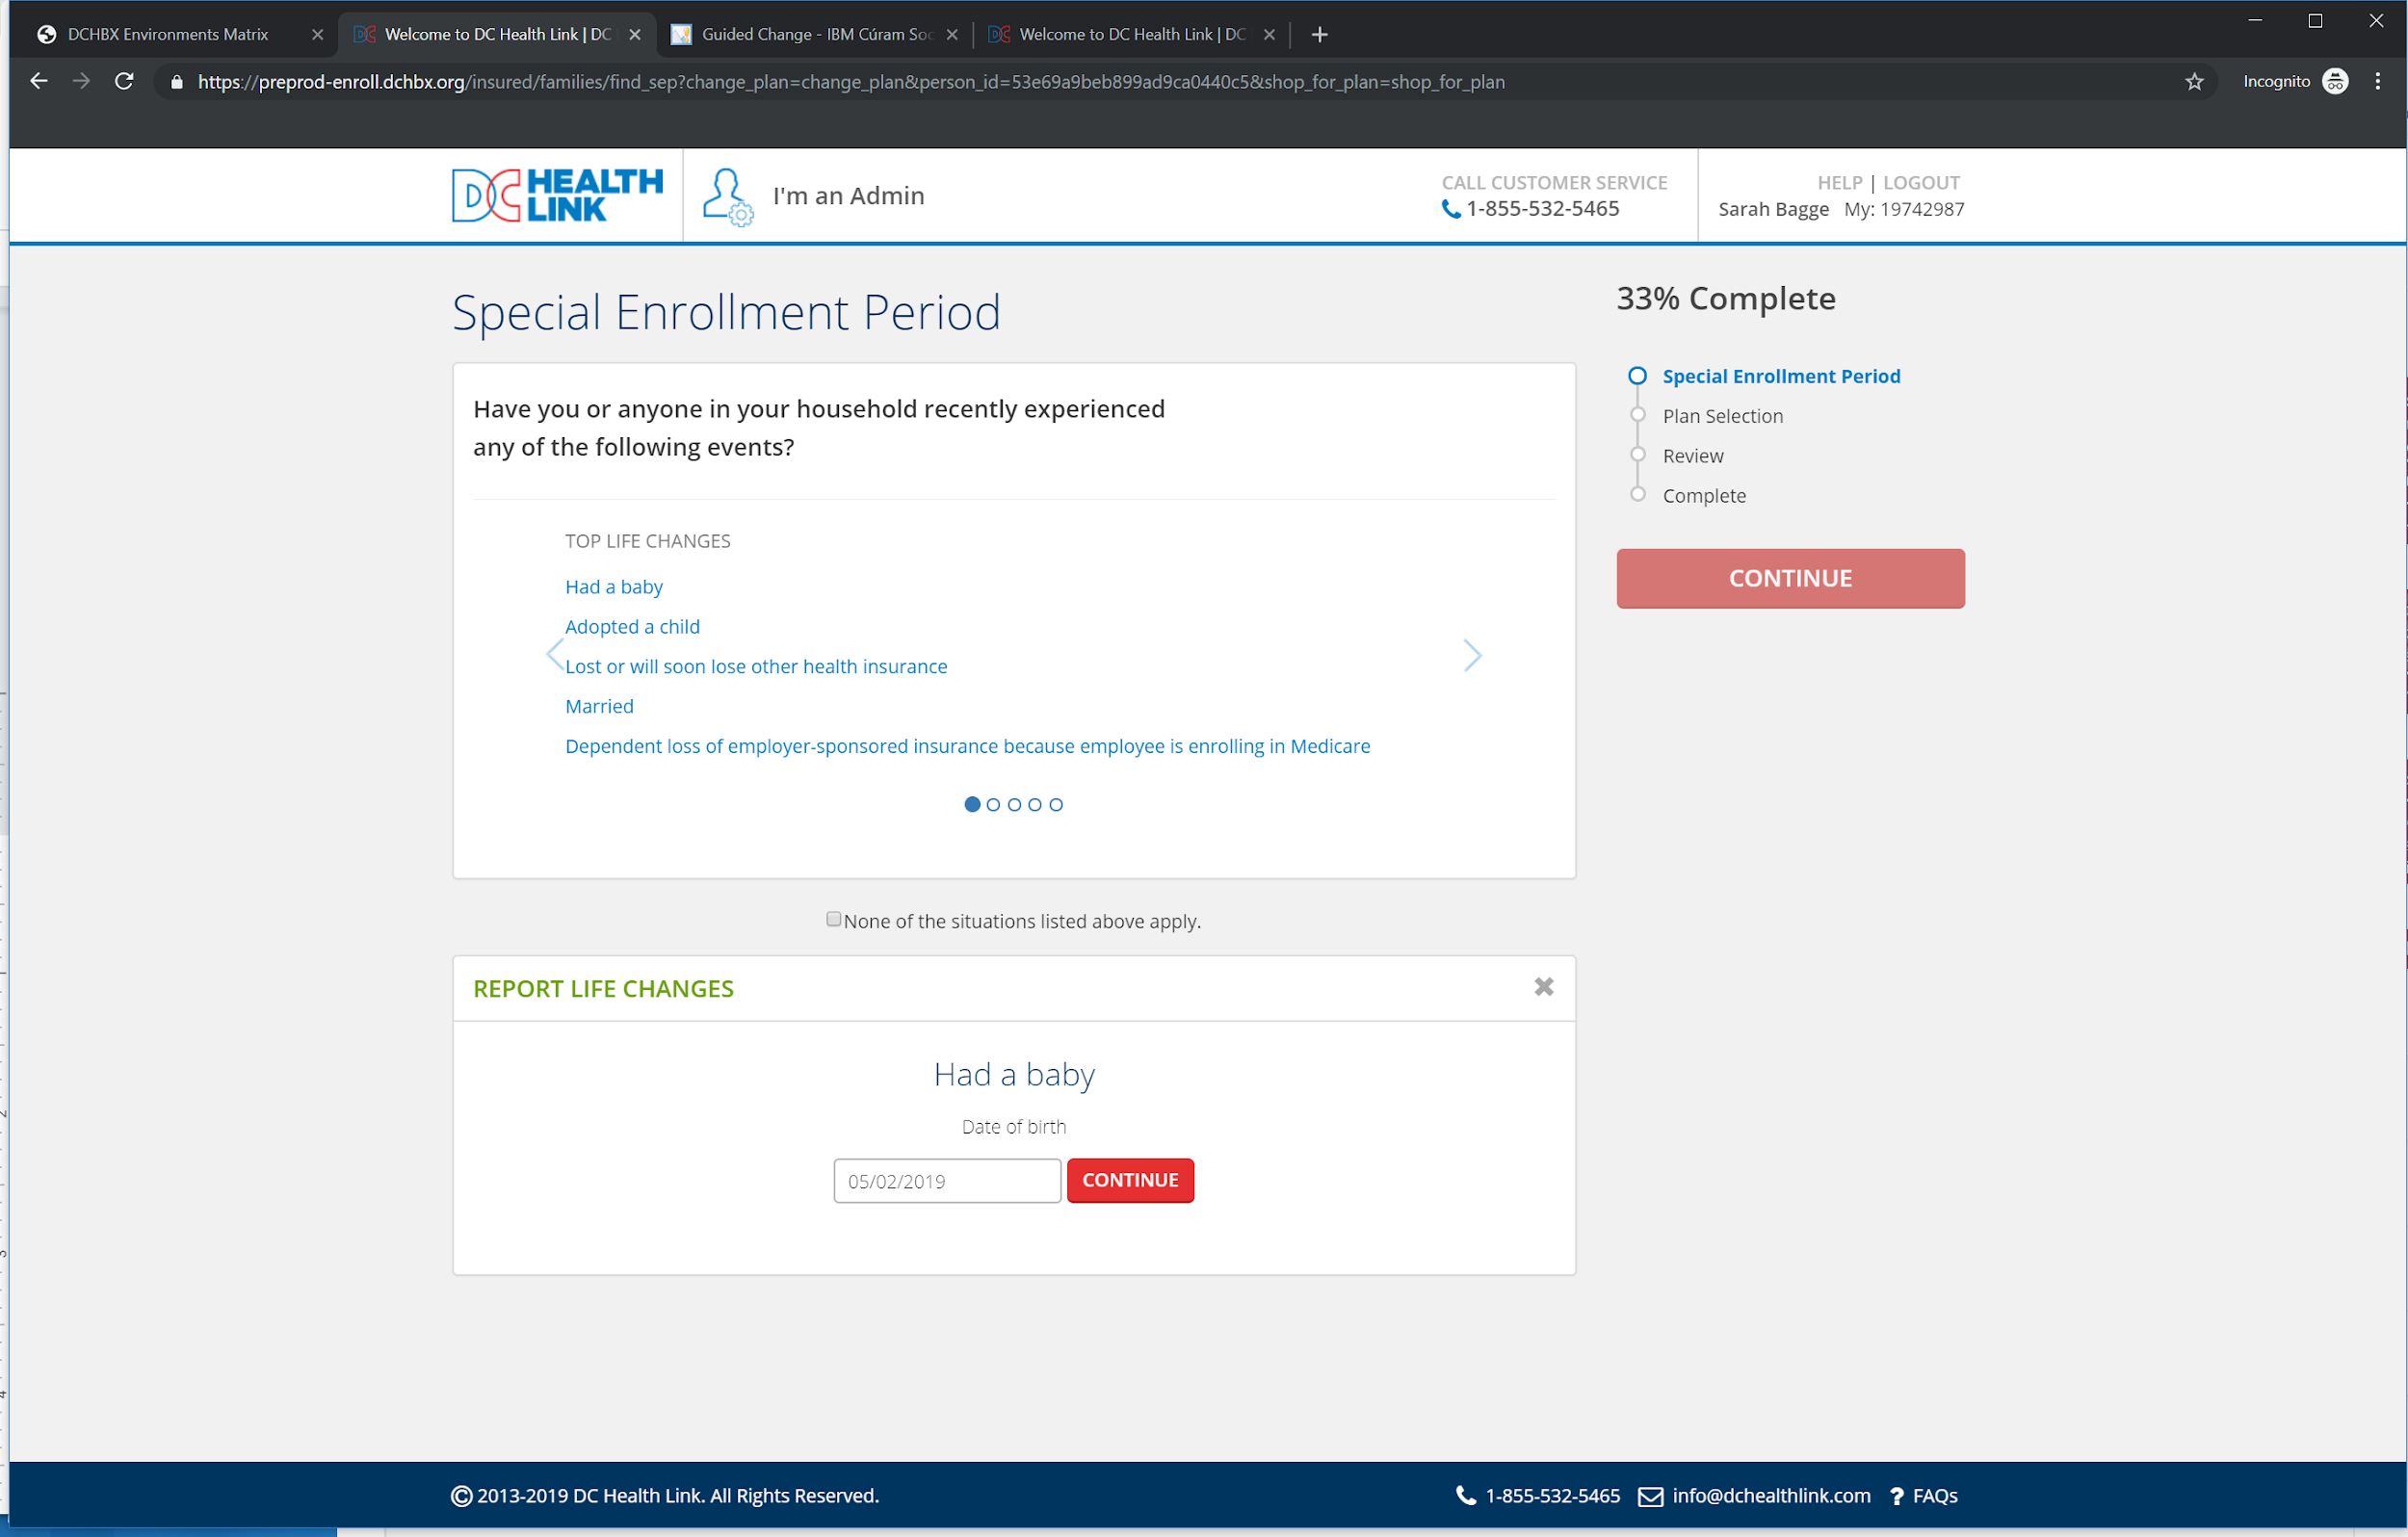 DCHBX Environments Matrix
Welcome to DC Health Link | DC
Guided Change - IBM Cúram Soc
Welcome to DC Health Link | DC
https://preprod-enroll.dchbx.org/insured/families/find_sep?change_plan=change_plan&person_id=53e69a9beb899ad9ca0440c5&shop_for_plan=shop_for_plan
Incognito
DC HEALTH LINK
I'm an Admin
CALL CUSTOMER SERVICE
1-855-532-5465
HELP | LOGOUT
Sarah Bagge My: 19742987
Special Enrollment Period
Have you or anyone in your household recently experienced
any of the following events?
TOP LIFE CHANGES
Had a baby
Adopted a child
Lost or will soon lose other health insurance
Married
Dependent loss of employer-sponsored insurance because employee is enrolling in Medicare
None of the situations listed above apply.
REPORT LIFE CHANGES
Had a baby
Date of birth
05/02/2019
CONTINUE
33% Complete
Special Enrollment Period
Plan Selection
Review
Complete
CONTINUE
© 2013-2019 DC Health Link. All Rights Reserved.
1-855-532-5465
info@dchealthlink.com
? FAQs